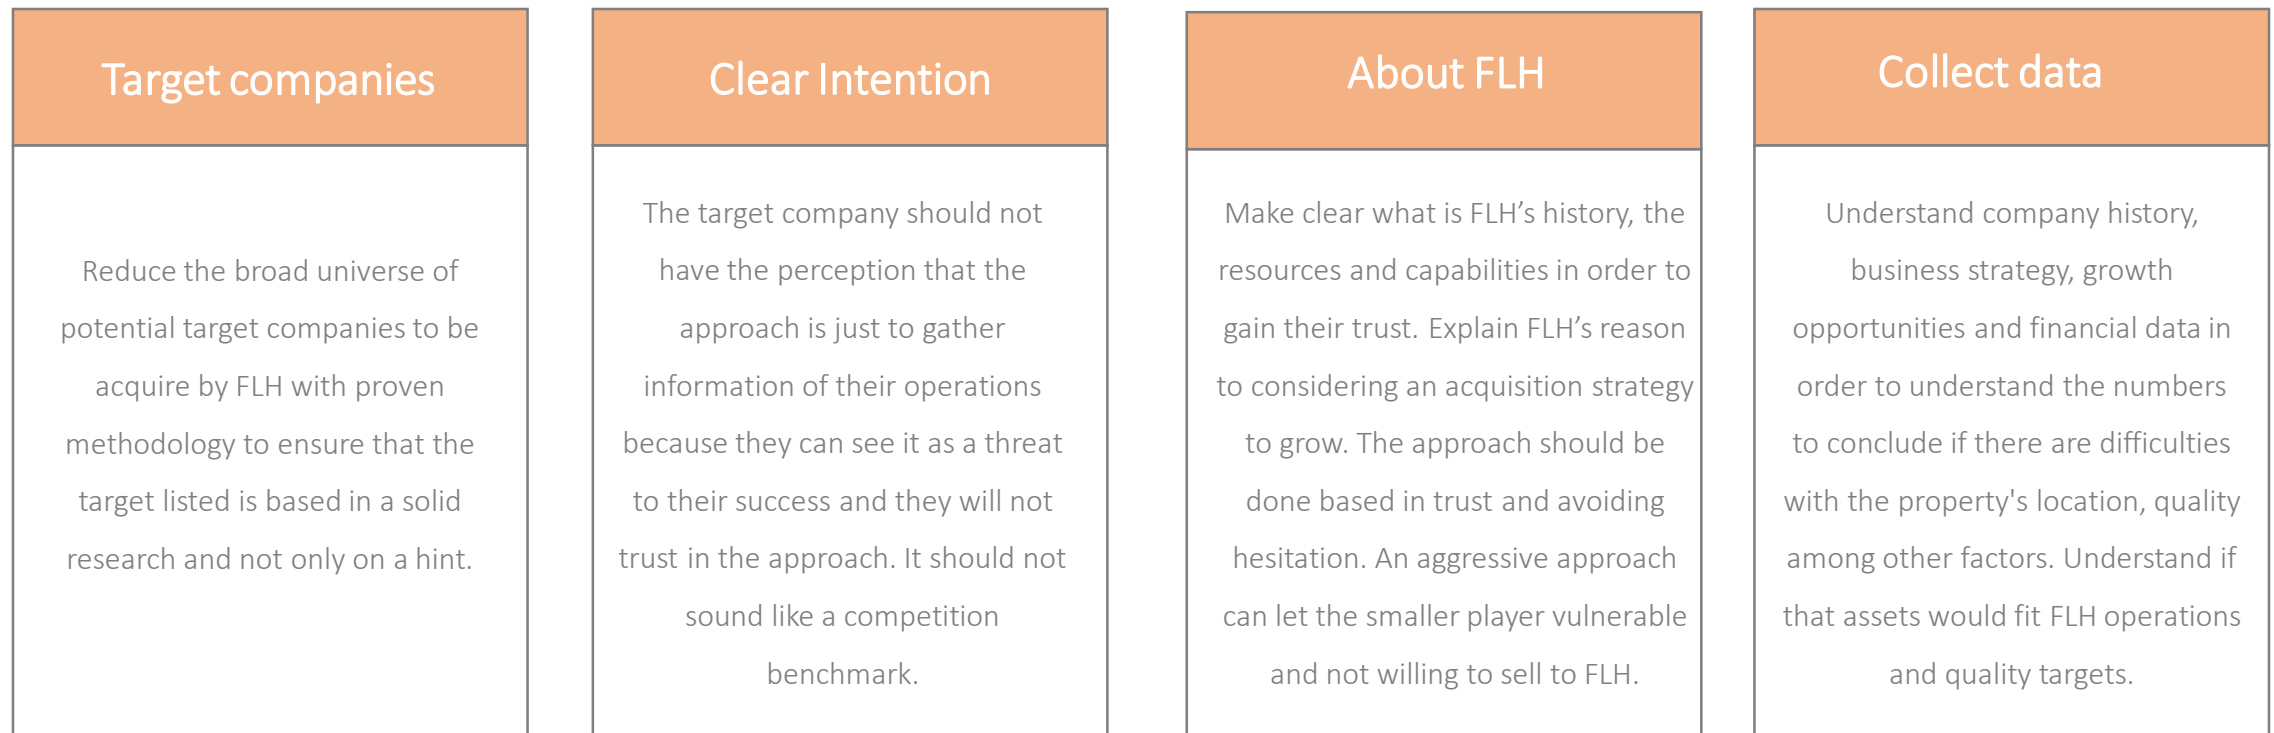 Target companies
Reduce the broad universe of
potential target companies to be
acquire by FLH with proven
methodology to ensure that the
target listed is based in a solid
research and not only on a hint.
Clear Intention
The target company should not
have the perception that the
approach is just to gather
information of their operations
because they can see it as a threat
to their success and they will not
trust in the approach. It should not
sound like a competition
benchmark.
About FLH
Make clear what is FLH’s history, the
resources and capabilities in order to
gain their trust. Explain FLH’s reason
to considering an acquisition strategy
to grow. The approach should be
done based in trust and avoiding
hesitation. An aggressive approach
can let the smaller player vulnerable
and not willing to sell to FLH.
Collect data
Understand company history,
business strategy, growth
opportunities and financial data in
order to understand the numbers
to conclude if there are difficulties
with the property's location, quality
among other factors. Understand if
that assets would fit FLH operations
and quality targets.